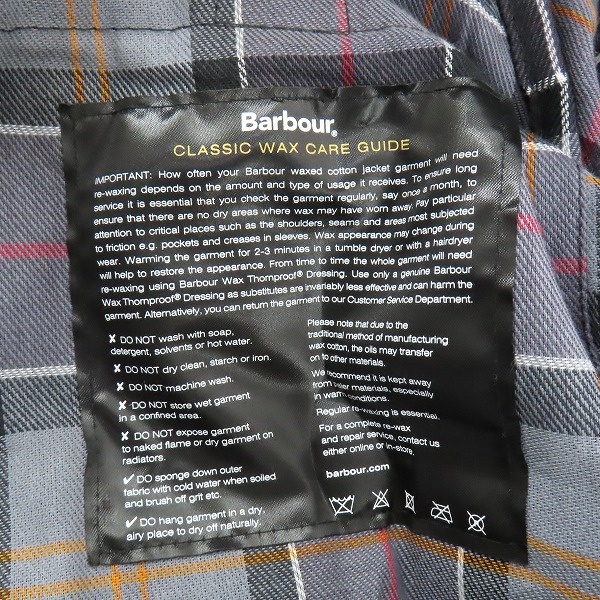 Barbour®
CLASSIC WAX CARE GUIDE
IMPORTANT: How often your Barbour waxed cotton jacket garment will need
re-waxing depends on the amount and type of usage it receives. To ensure long
service it is essential that you check the garment regularly, say once a month, to
ensure that there are no dry areas where wax may have worn away. Pay particular
attention to critical places such as the shoulders, seams and areas most subjected
to friction e.g. pockets and creases in sleeves. Wax appearance may change during
wear. Warming the garment for 2-3 minutes in a tumble dryer or with a hairdryer
will help to restore the appearance. From time to time the whole garment will need
re-waxing using Barbour Wax Thornproof® Dressing. Use only a genuine Barbour
Wax Thornproof® Dressing as substitutes are invariably less effective and can harm the
garment. Alternatively, you can return the garment to our Customer Service Department.
✗ DO NOT wash with soap,
detergent, solvents or hot water.
✗ DO NOT dry clean, starch or iron.
✗ DO NOT machine wash.
✗ DO NOT store wet garment
in a confined area.
✗ DO NOT expose garment
to naked flame or dry garment on
radiators.
✓ DO sponge down outer
fabric with cold water when soiled
and brush off grit etc.
✓ DO hang garment in a dry,
airy place to dry off naturally.
Please note that due to the
traditional method of manufacturing
wax cotton, the oils may transfer
on to other materials.
We recommend it is kept away
from other materials, especially
in warm conditions.
Regular re-waxing is essential.
For a complete re-wax
and repair service, contact us
either online or in-store.
barbour.com